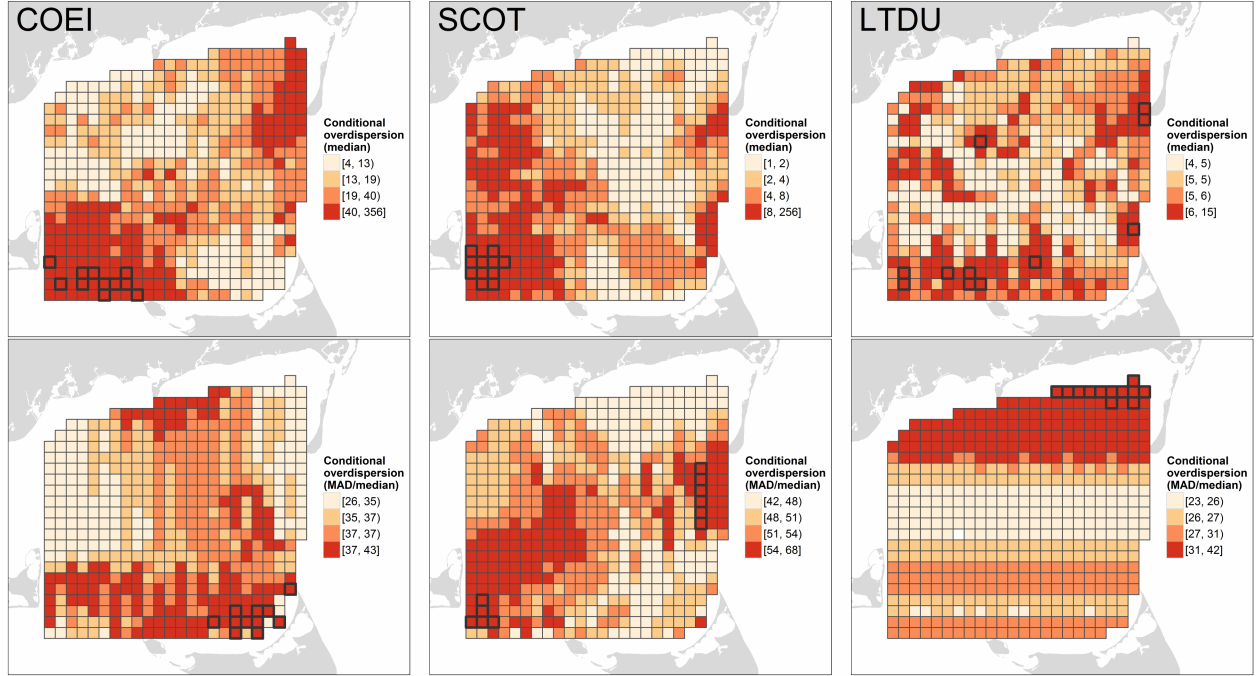 COEI
Conditional
overdispersion
(median)
[4, 13)
[13, 19)
[19, 40)
[40, 356]
SCOT
Conditional
overdispersion
(median)
[1, 2)
[2, 4)
[4, 8)
[8, 256]
LTDU
Conditional
overdispersion
(median)
[4, 5)
[5, 5)
[5, 6)
[6, 15]
Conditional
overdispersion
(MAD/median)
[26, 35)
[35, 37)
[37, 37)
[37, 43]
Conditional
overdispersion
(MAD/median)
[42, 48)
[48, 51)
[51, 54)
[54, 68]
Conditional
overdispersion
(MAD/median)
[23, 26)
[26, 27)
[27, 31)
[31, 42]